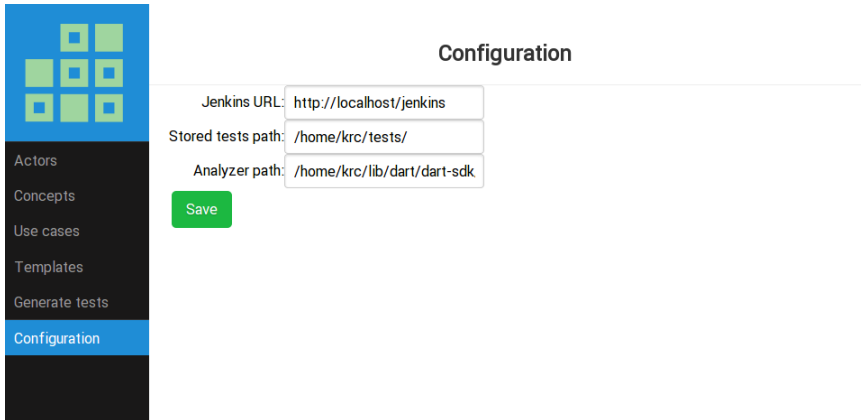 Configuration
Jenkins URL: http://localhost/jenkins
Stored tests path: /home/krc/tests/
Analyzer path: /home/krc/lib/dart/dart-sdk
Save
Actors
Concepts
Use cases
Templates
Generate tests
Configuration